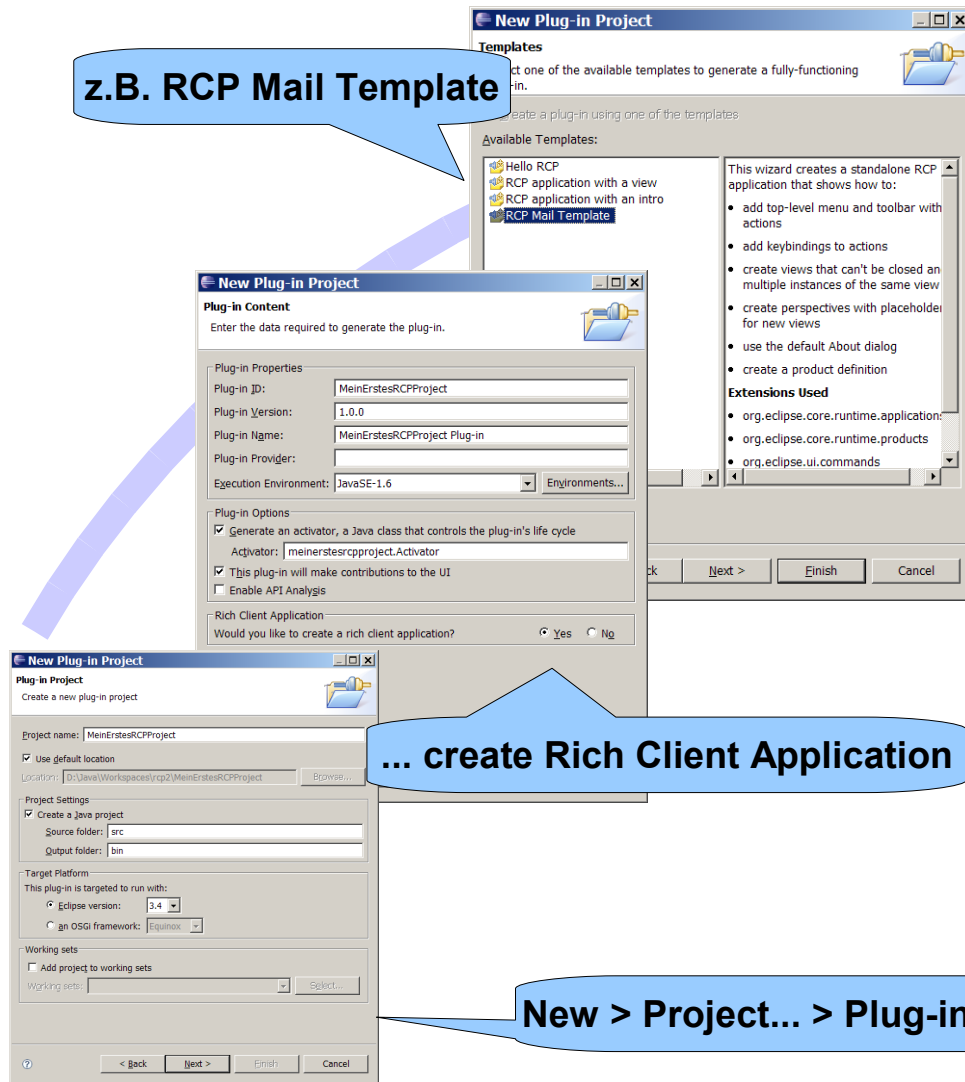 New Plug-in Project
Templates
ct one of the available templates to generate a fully-functioning
-in.
z.B. RCP Mail Template
eate a plug-in using one of the templates
Available Templates:
Hello RCP
RCP application with a view
RCP application with an intro
RCP Mail Template
This wizard creates a standalone RCP
application that shows how to:
add top-level menu and toolbar with
actions
add keybindings to actions
create views that can't be closed an
multiple instances of the same view
create perspectives with placeholder
for new views
use the default About dialog
create a product definition
Extensions Used
org.eclipse.core.runtime.applications
org.eclipse.core.runtime.products
org.eclipse.ui.commands
ck
Next >
Finish
Cancel
New Plug-in Project
Plug-in Content
Enter the data required to generate the plug-in.
Plug-in Properties
Plug-in ID: MeinErstesRCPProject
Plug-in Version: 1.0.0
Plug-in Name: MeinErstesRCPProject Plug-in
Plug-in Provider:
Execution Environment: JavaSE-1.6 Environments...
Plug-in Options
Generate an activator, a Java class that controls the plug-in's life cycle
Activator: meinerstesrcpproject.Activator
This plug-in will make contributions to the UI
Enable API Analysis
Rich Client Application
Would you like to create a rich client application? Yes No
... create Rich Client Application
New Plug-in Project
Plug-in Project
Create a new plug-in project
Project name: MeinErstesRCPProject
Use default location
Location: D:\Java\Workspaces\rcp2\MeinErstesRCPProject Browse...
Project Settings
Create a Java project
Source folder: src
Output folder: bin
Target Platform
This plug-in is targeted to run with:
Eclipse version: 3.4
an OSGi framework: Equinox
Working sets
Add project to working sets
Working sets: Select...
< Back
Next >
Finish
Cancel
New > Project... > Plug-in